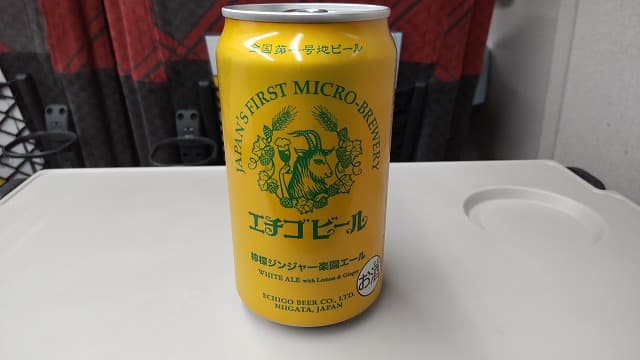 全国第一号地ビール
JAPAN'S FIRST MICRO-BREWERY
エチゴビール
檸檬ジンジャー楽園エール
WHITE ALE with Lemon & Ginger
お酒
ECHIGO BEER CO., LTD.
NIIGATA, JAPAN